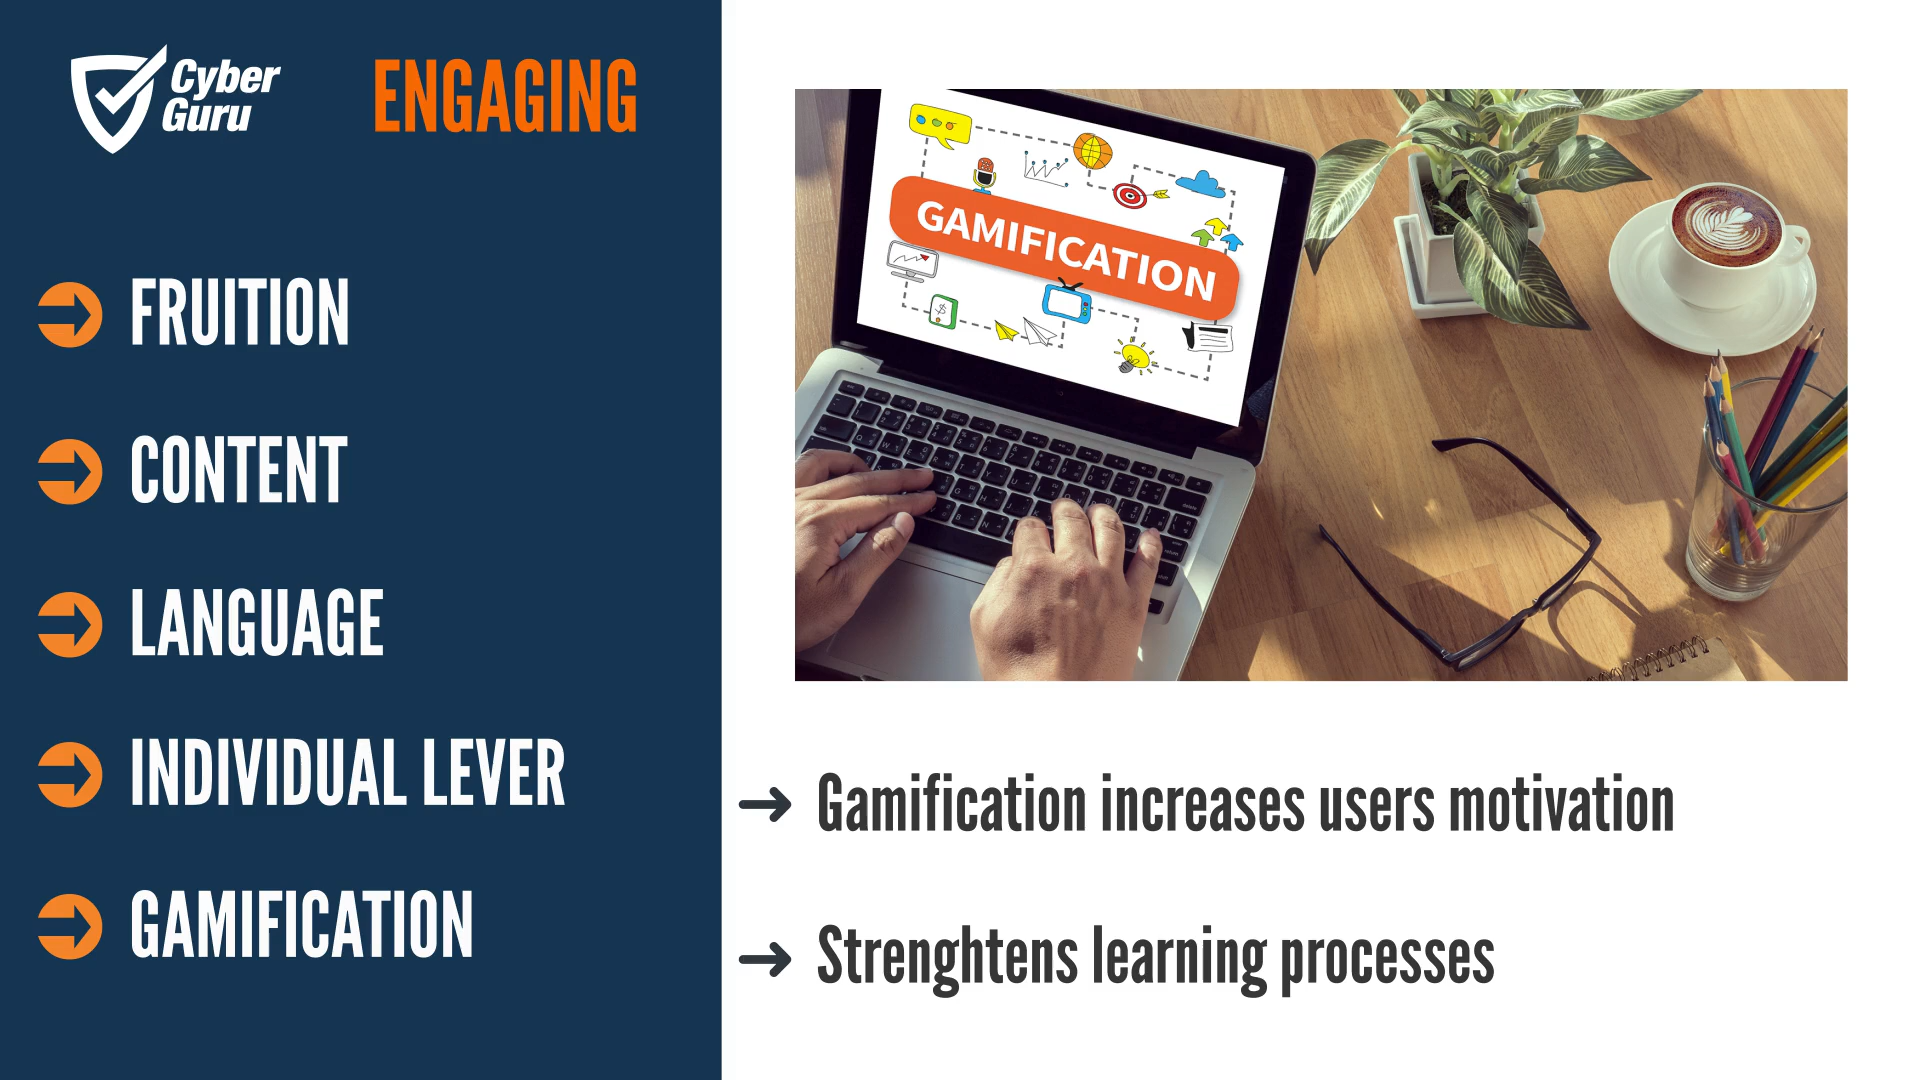 Cyber
Guru
ENGAGING
FRUITION
CONTENT
LANGUAGE
INDIVIDUAL LEVER
GAMIFICATION
GAMIFICATION
Gamification increases users motivation
Strenghtens learning processes